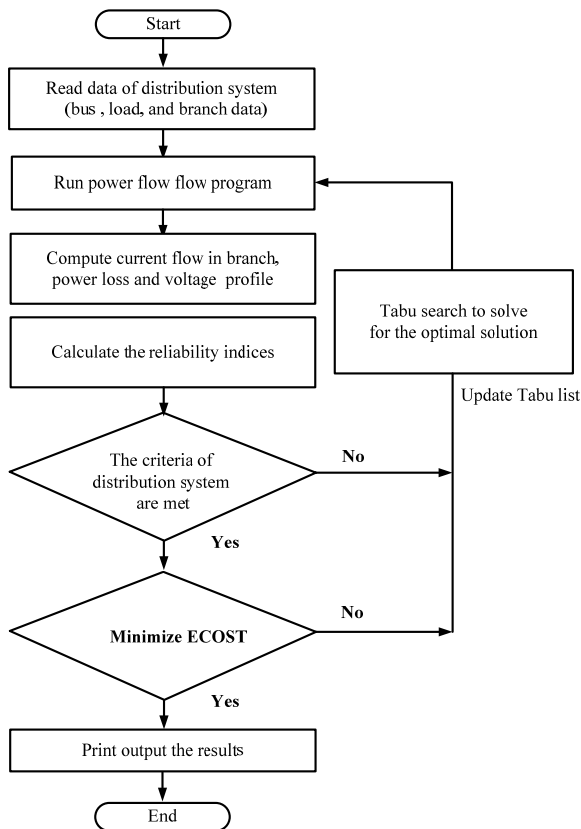 Start
Read data of distribution system
(bus , load, and branch data)
Run power flow flow program
Compute current flow in branch,
power loss and voltage profile
Tabu search to solve
for the optimal solution
Calculate the reliability indices
Update Tabu list
The criteria of
distribution system
are met
No
Yes
Minimize ECOST
No
Yes
Print output the results
End